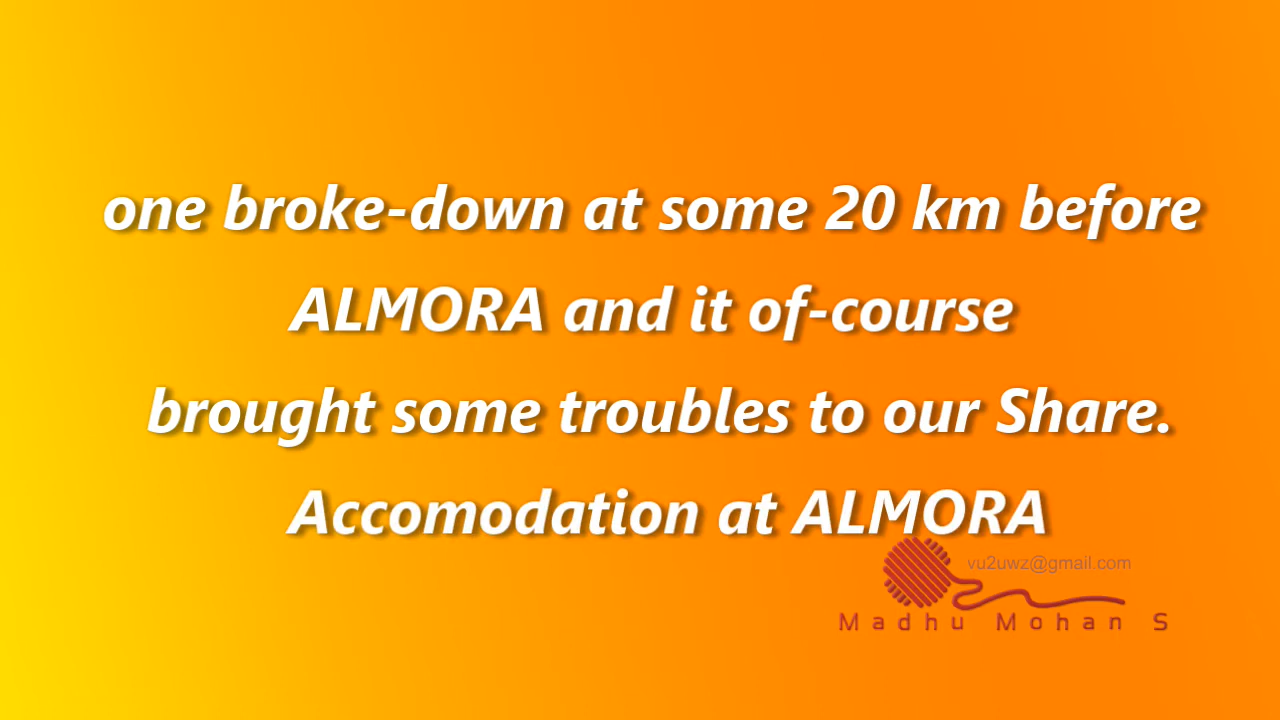 one broke-down at some 20 km before
ALMORA and it of-course
brought some troubles to our Share.
Accomodation at ALMORA
vu2uwz@gmail.com
Madhu Mohan S